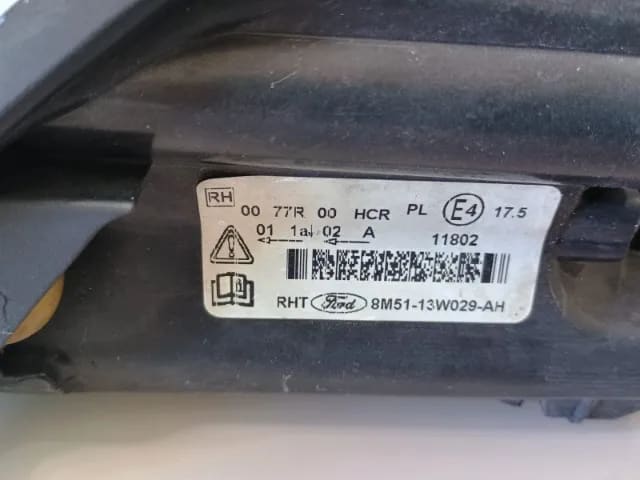 RH
00 77R 00 HCR PL E4 17.5
01 1a 02 A 11802
RHT Ford 8M51-13W029-AH